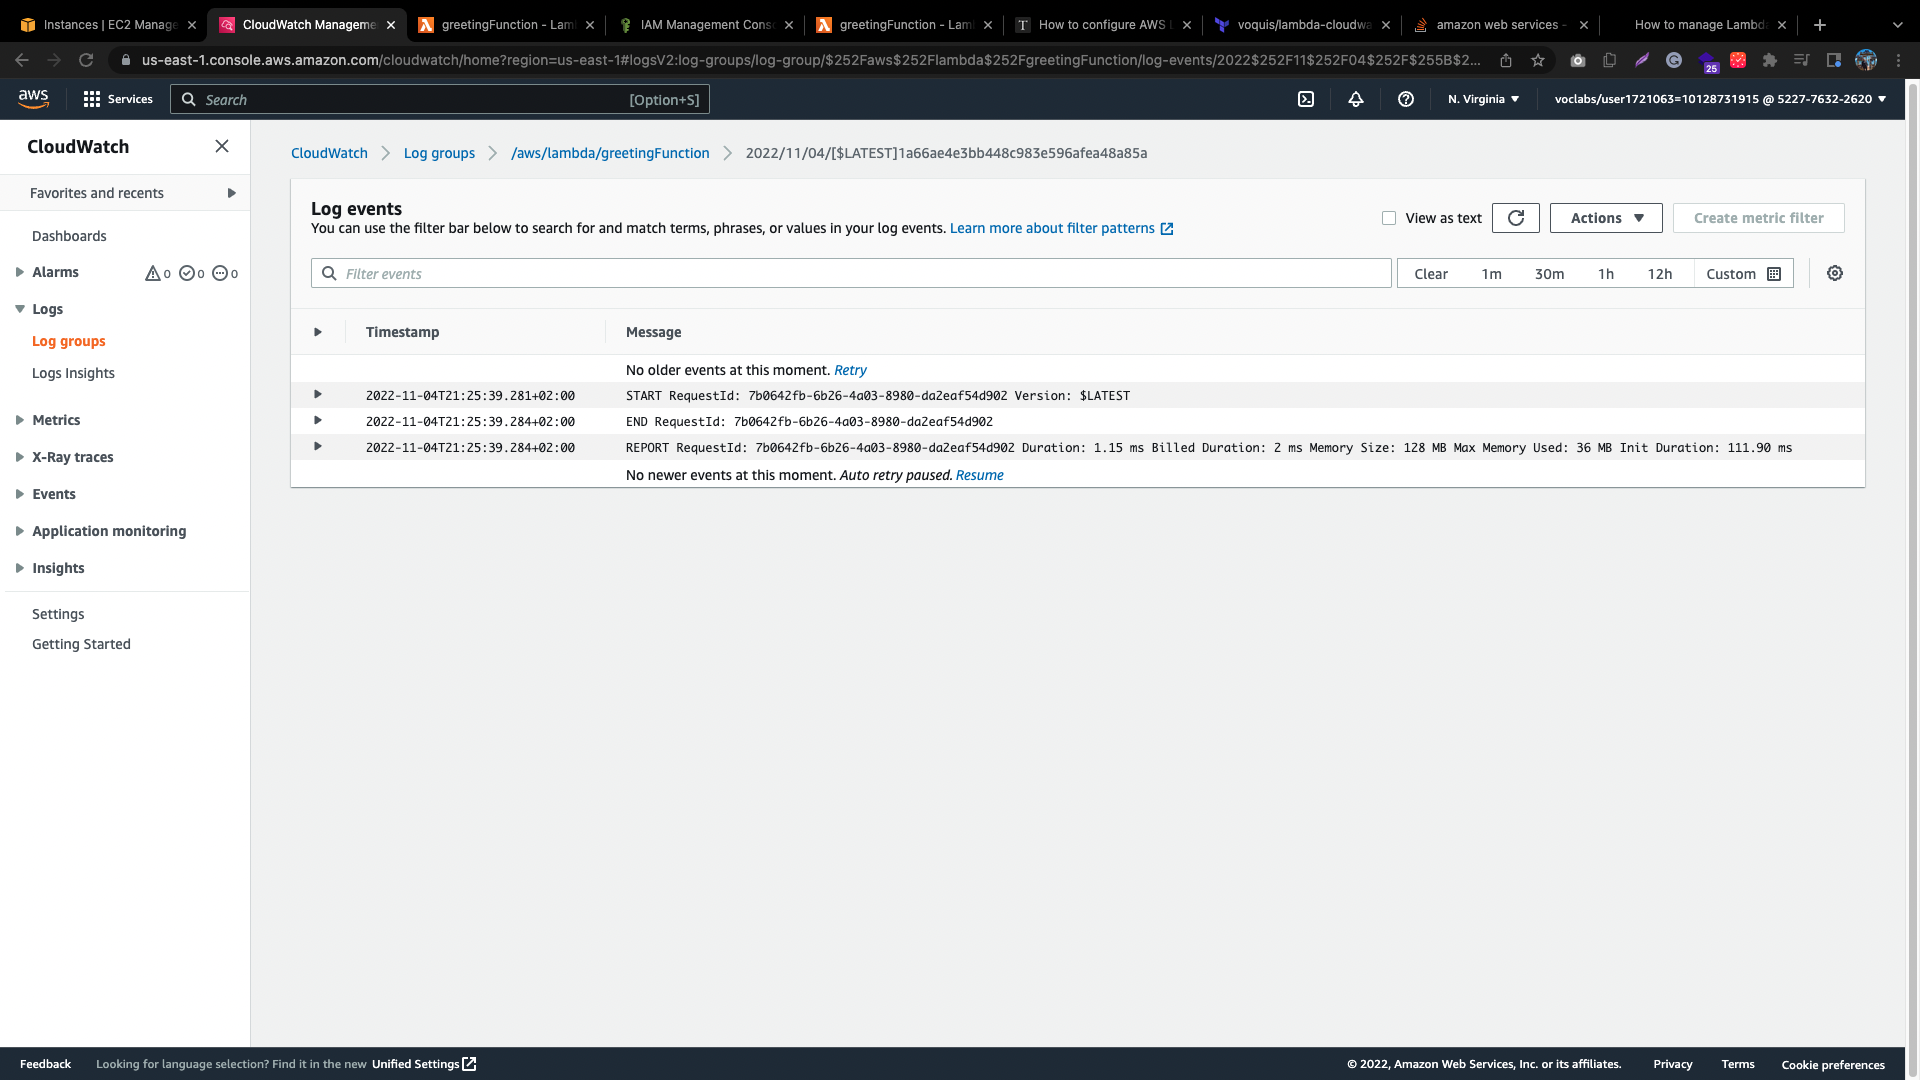 Instances | EC2 Manage
CloudWatch Manageme
greetingFunction - Lam
IAM Management Cons
greetingFunction - Lam
How to configure AWS L
voquis/lambda-cloudwa
amazon web services -
How to manage Lambda
us-east-1.console.aws.amazon.com/cloudwatch/home?region=us-east-1#logsV2:log-groups/log-group/$252Faws$252Flambda$252FgreetingFunction/log-events/2022$252F11$252F04$252F$255B$2...
25
aws
Services
Search
[Option+S]
N. Virginia
voclabs/user1721063=10128731915 @ 5227-7632-2620
CloudWatch
Favorites and recents
Dashboards
Alarms
0
0
0
Logs
Log groups
Logs Insights
Metrics
X-Ray traces
Events
Application monitoring
Insights
Settings
Getting Started
CloudWatch
Log groups
/aws/lambda/greetingFunction
2022/11/04/[$LATEST]1a66ae4e3bb448c983e596afea48a85a
Log events
You can use the filter bar below to search for and match terms, phrases, or values in your log events. Learn more about filter patterns
View as text
Actions
Create metric filter
Filter events
Clear
1m
30m
1h
12h
Custom
Timestamp
Message
No older events at this moment. Retry
2022-11-04T21:25:39.281+02:00 START RequestId: 7b0642fb-6b26-4a03-8980-da2eaf54d902 Version: $LATEST
2022-11-04T21:25:39.284+02:00 END RequestId: 7b0642fb-6b26-4a03-8980-da2eaf54d902
2022-11-04T21:25:39.284+02:00 REPORT RequestId: 7b0642fb-6b26-4a03-8980-da2eaf54d902 Duration: 1.15 ms Billed Duration: 2 ms Memory Size: 128 MB Max Memory Used: 36 MB Init Duration: 111.90 ms
No newer events at this moment. Auto retry paused. Resume
Feedback
Looking for language selection? Find it in the new Unified Settings
© 2022, Amazon Web Services, Inc. or its affiliates.
Privacy
Terms
Cookie preferences